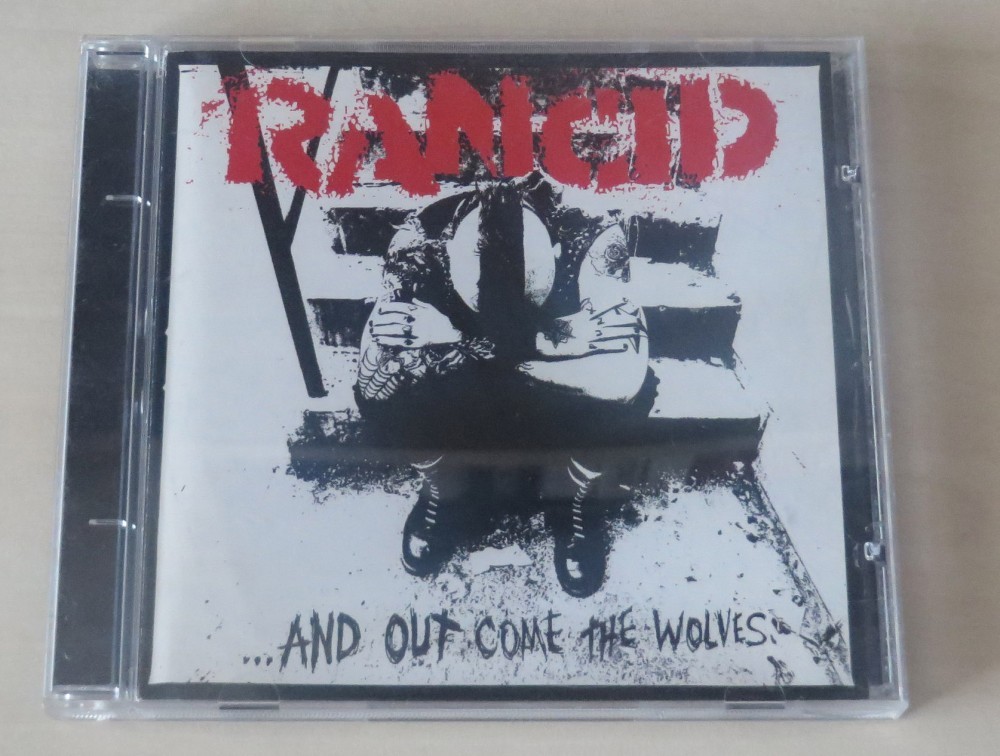 RANCID
...AND OUT COME THE WOLVES